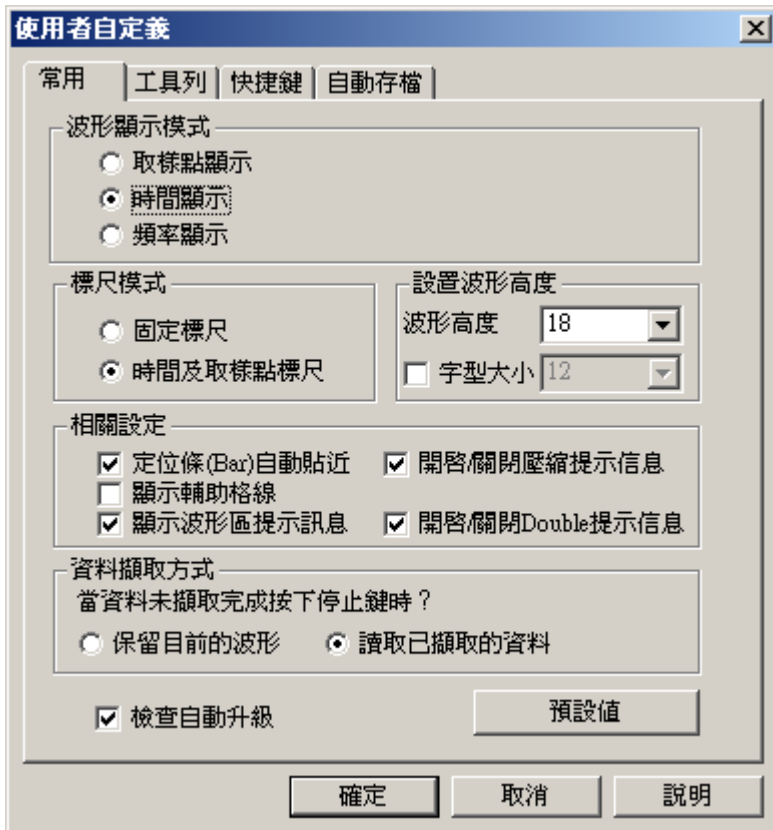 使用者自定義
常用 工具列 快捷鍵 自動存檔
波形顯示模式
取樣點顯示
時間顯示
頻率顯示
標尺模式
固定標尺
時間及取樣點標尺
設置波形高度
波形高度 18
字型大小 12
相關設定
定位條(Bar)自動貼近
開啓/關閉壓縮提示信息
顯示輔助格線
顯示波形區提示訊息
開啓/關閉Double提示信息
資料擷取方式
當資料未擷取完成按下停止鍵時？
保留目前的波形 讀取已擷取的資料
檢查自動升級
預設值
確定 取消 說明